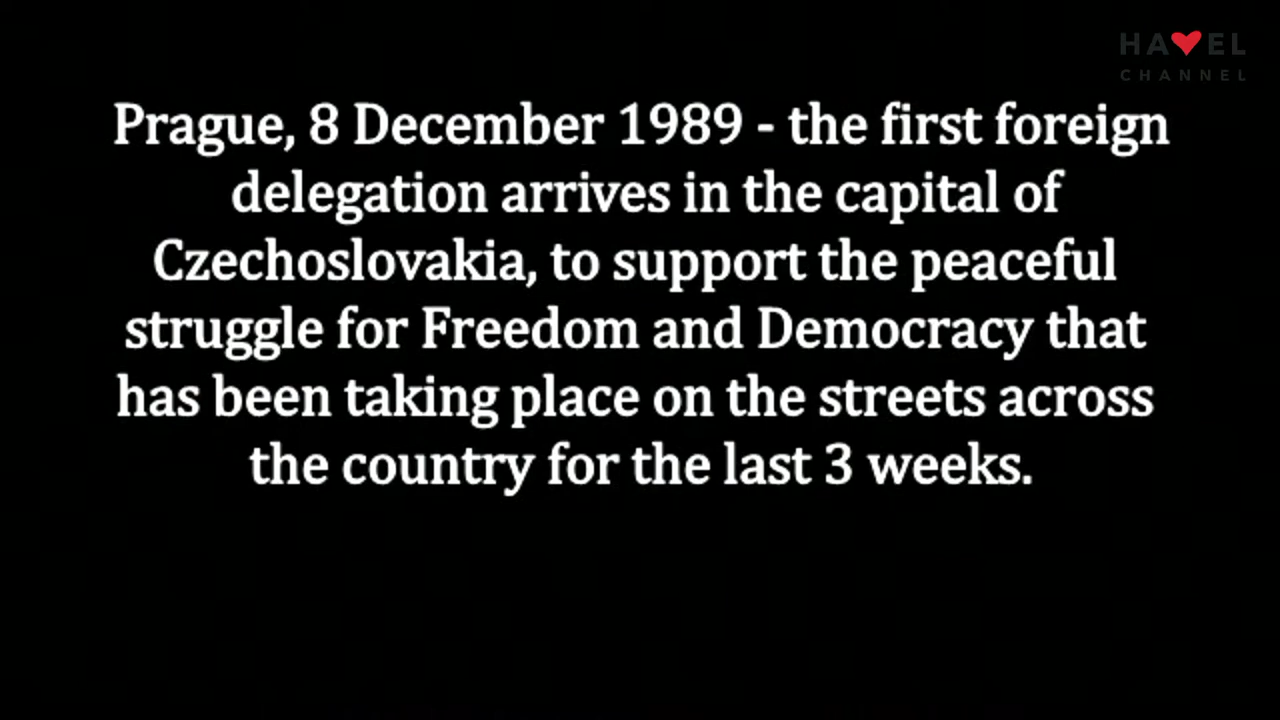 HAVEL
CHANNEL
Prague, 8 December 1989 - the first foreign
delegation arrives in the capital of
Czechoslovakia, to support the peaceful
struggle for Freedom and Democracy that
has been taking place on the streets across
the country for the last 3 weeks.